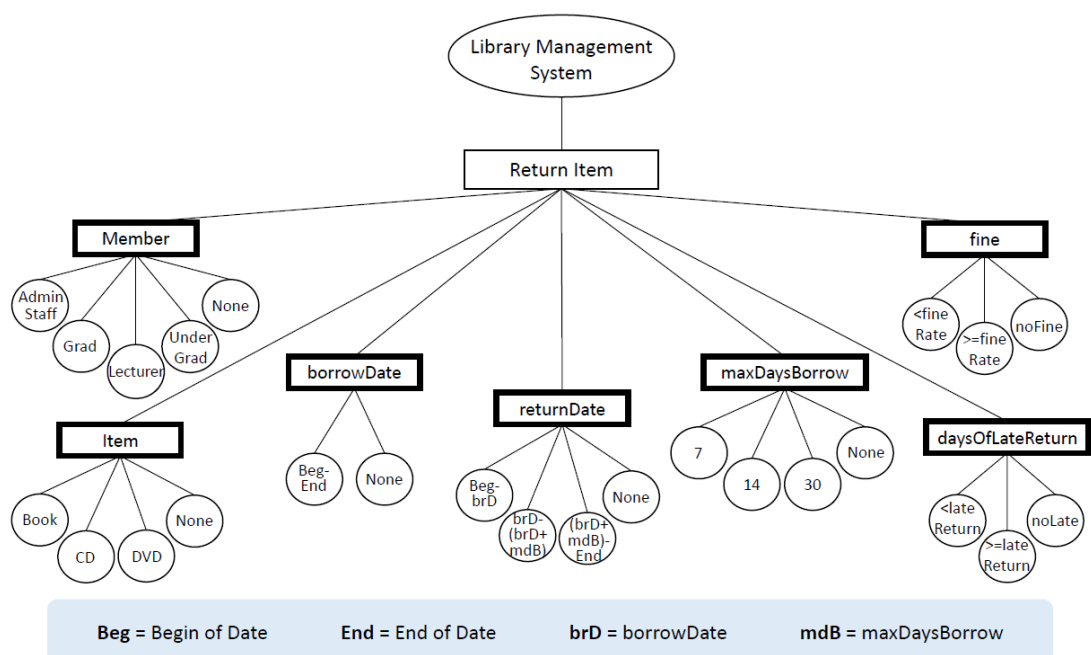 Library Management
System
Return Item
Member
fine
Admin
Staff
Grad
Lecturer
Under
Grad
None
<fine
Rate
>=fine
Rate
noFine
borrowDate
maxDaysBorrow
returnDate
Item
daysOfLateReturn
Beg-
End
None
7
14
30
None
Beg-
brD
brD-
(brD+
mdB)
(brD+
mdB)-
End
None
Book
CD
DVD
None
<late
Return
>=late
Return
noLate
Beg = Begin of Date End = End of Date brD = borrowDate mdB = maxDaysBorrow